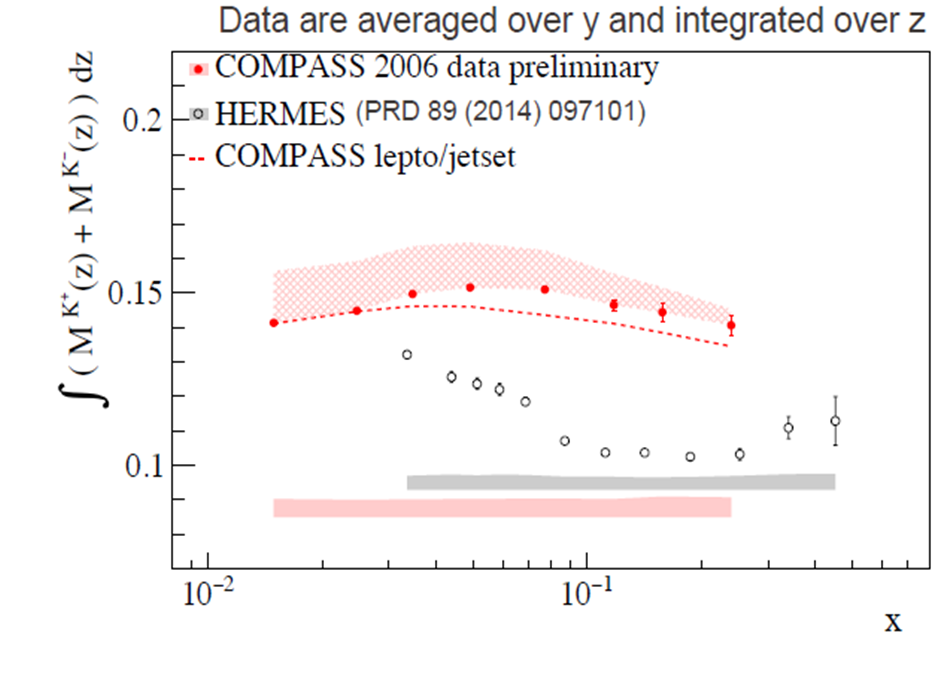 Data are averaged over y and integrated over z
COMPASS 2006 data preliminary
HERMES (PRD 89 (2014) 097101)
COMPASS lepto/jetset
∫ ( M^{K^+}(z) + M^{K^-}(z) ) dz
0.2
0.15
0.1
10^{-2}
10^{-1}
x